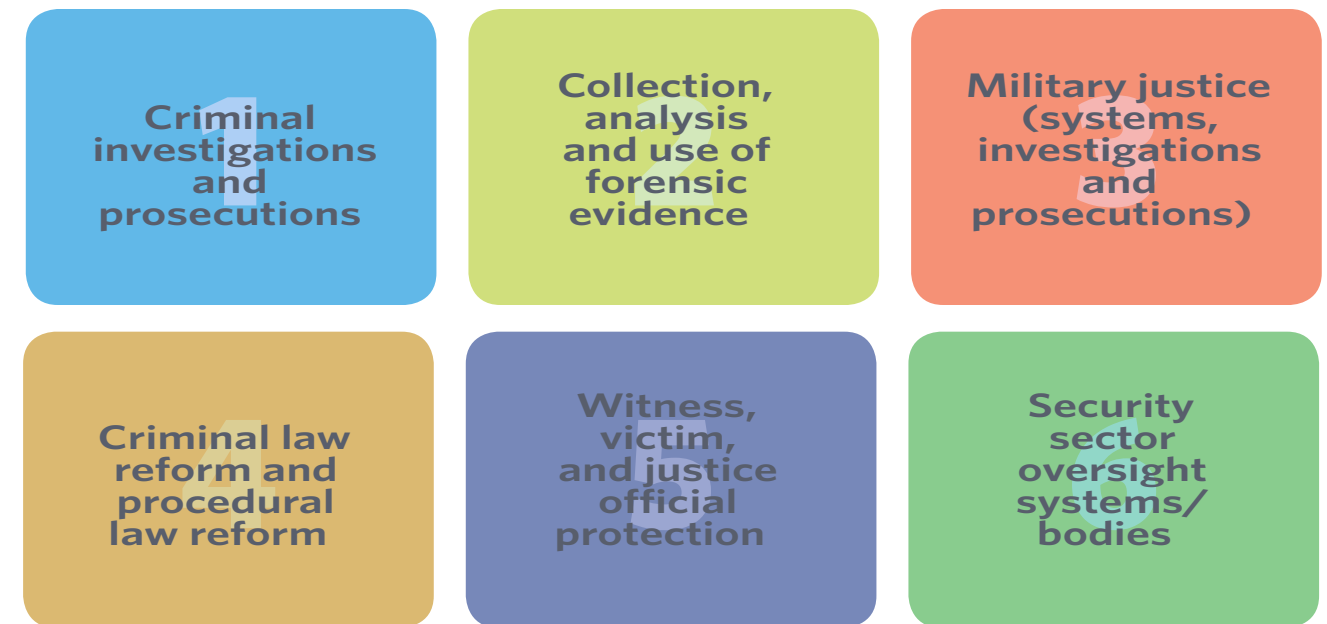 1
Criminal
investigations
and
prosecutions
2
Collection,
analysis
and use of
forensic
evidence
3
Military justice
(systems,
investigations
and
prosecutions)
4
Criminal law
reform and
procedural
law reform
5
Witness,
victim,
and justice
official
protection
6
Security
sector
oversight
systems/
bodies